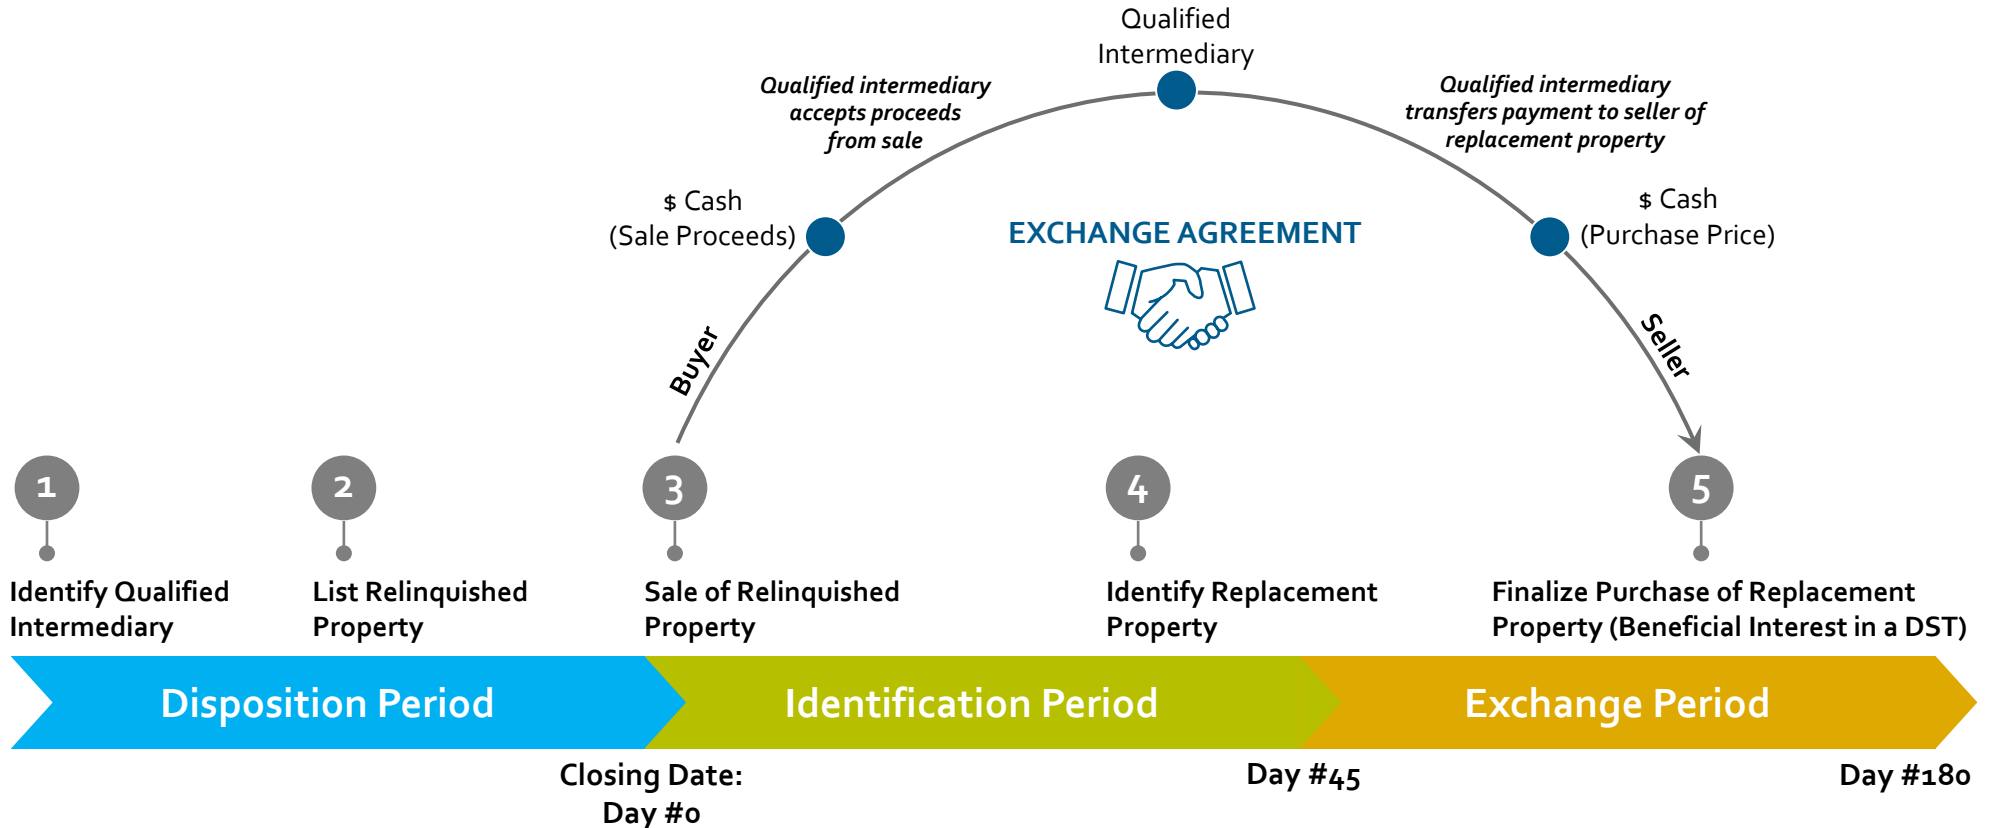 Qualified
Intermediary
Qualified intermediary
accepts proceeds
from sale
Qualified intermediary
transfers payment to seller of
replacement property
$ Cash
(Sale Proceeds)
$ Cash
(Purchase Price)
EXCHANGE AGREEMENT
Buyer
Seller
1
2
3
4
5
Identify Qualified
Intermediary
List Relinquished
Property
Sale of Relinquished
Property
Identify Replacement
Property
Finalize Purchase of Replacement
Property (Beneficial Interest in a DST)
Disposition Period
Identification Period
Exchange Period
Closing Date:
Day #0
Day #45
Day #180